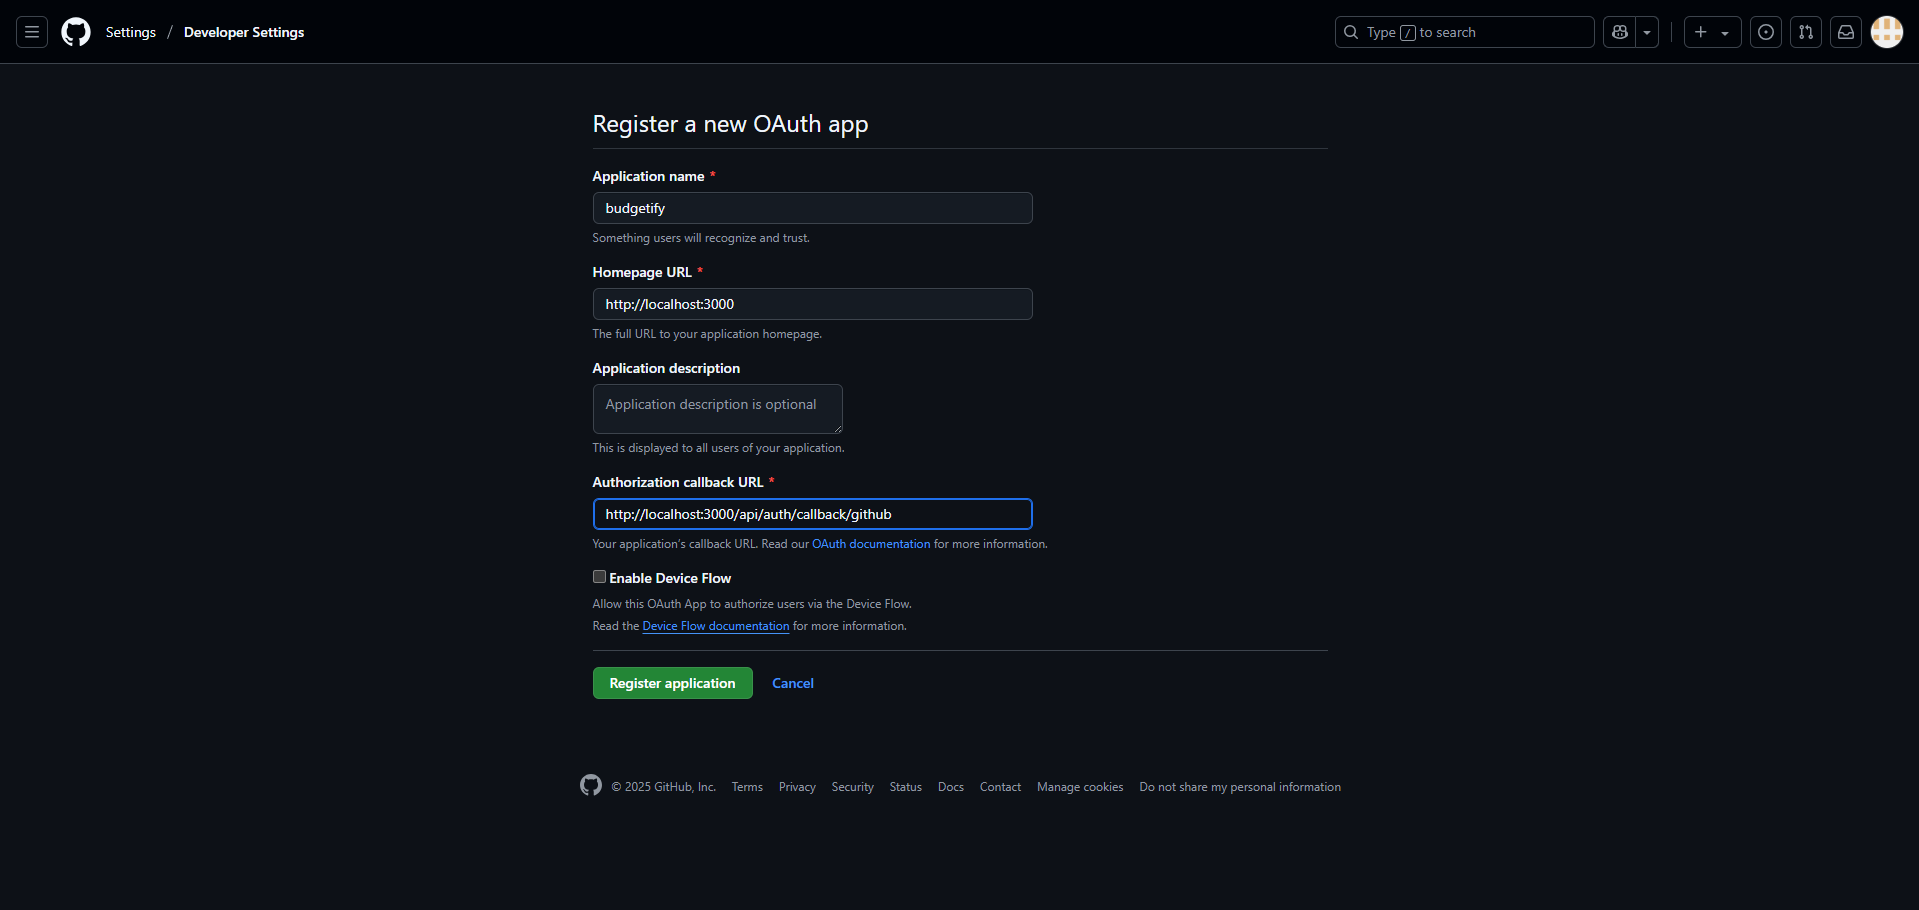 Settings / Developer Settings
Type / to search
Register a new OAuth app
Application name *
budgetify
Something users will recognize and trust.
Homepage URL *
http://localhost:3000
The full URL to your application homepage.
Application description
Application description is optional
This is displayed to all users of your application.
Authorization callback URL *
http://localhost:3000/api/auth/callback/github
Your application’s callback URL. Read our OAuth documentation for more information.
Enable Device Flow
Allow this OAuth App to authorize users via the Device Flow.
Read the Device Flow documentation for more information.
Register application Cancel
© 2025 GitHub, Inc. Terms Privacy Security Status Docs Contact Manage cookies Do not share my personal information